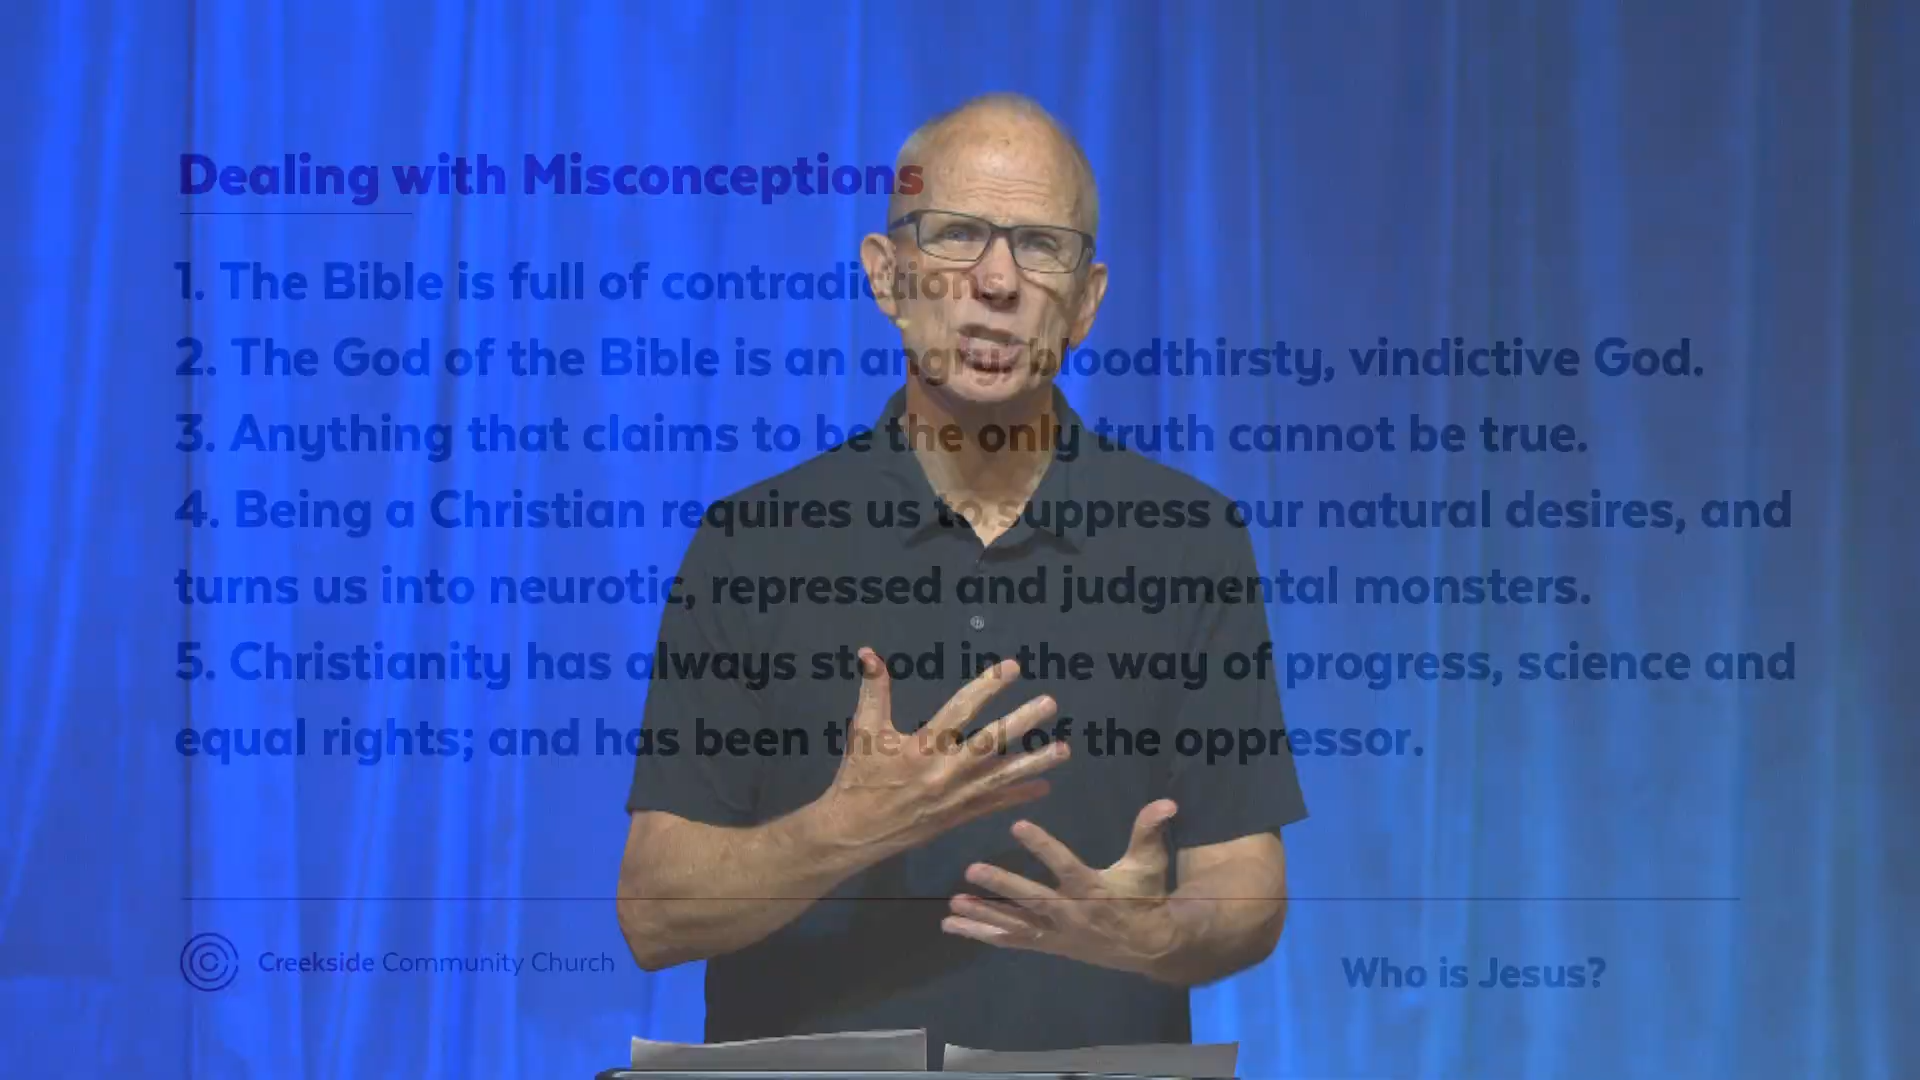 Dealing with Misconceptions
1. The Bible is full of contradictions.
2. The God of the Bible is an angry, bloodthirsty, vindictive God.
3. Anything that claims to be the only truth cannot be true.
4. Being a Christian requires us to suppress our natural desires, and
turns us into neurotic, repressed and judgmental monsters.
5. Christianity has always stood in the way of progress, science and
equal rights; and has been the tool of the oppressor.
Creekside Community Church
Who is Jesus?